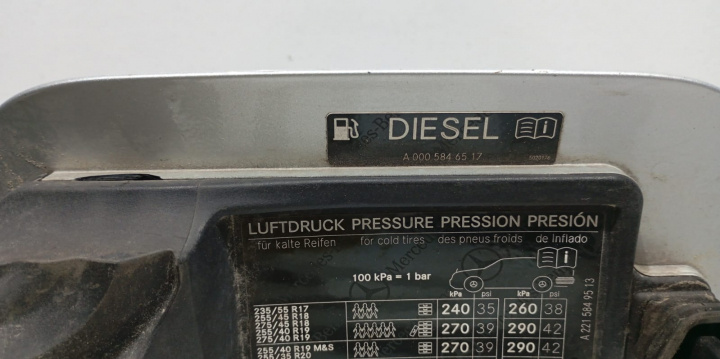 DIESEL
A 000 584 65 17
LUFTDRUCK PRESSURE PRESSION PRESIÓN
für kalte Reifen for cold tires des pneus froids de inflado
100 kPa = 1 bar
kPa psi kPa psi
235/55 R17
255/45 R18
275/45 R18 240 35 260 38
255/40 R19
275/40 R19 270 39 290 42
255/40 R19 M&S 270 39 290 42
255/35 R20
A 221 584 95 13